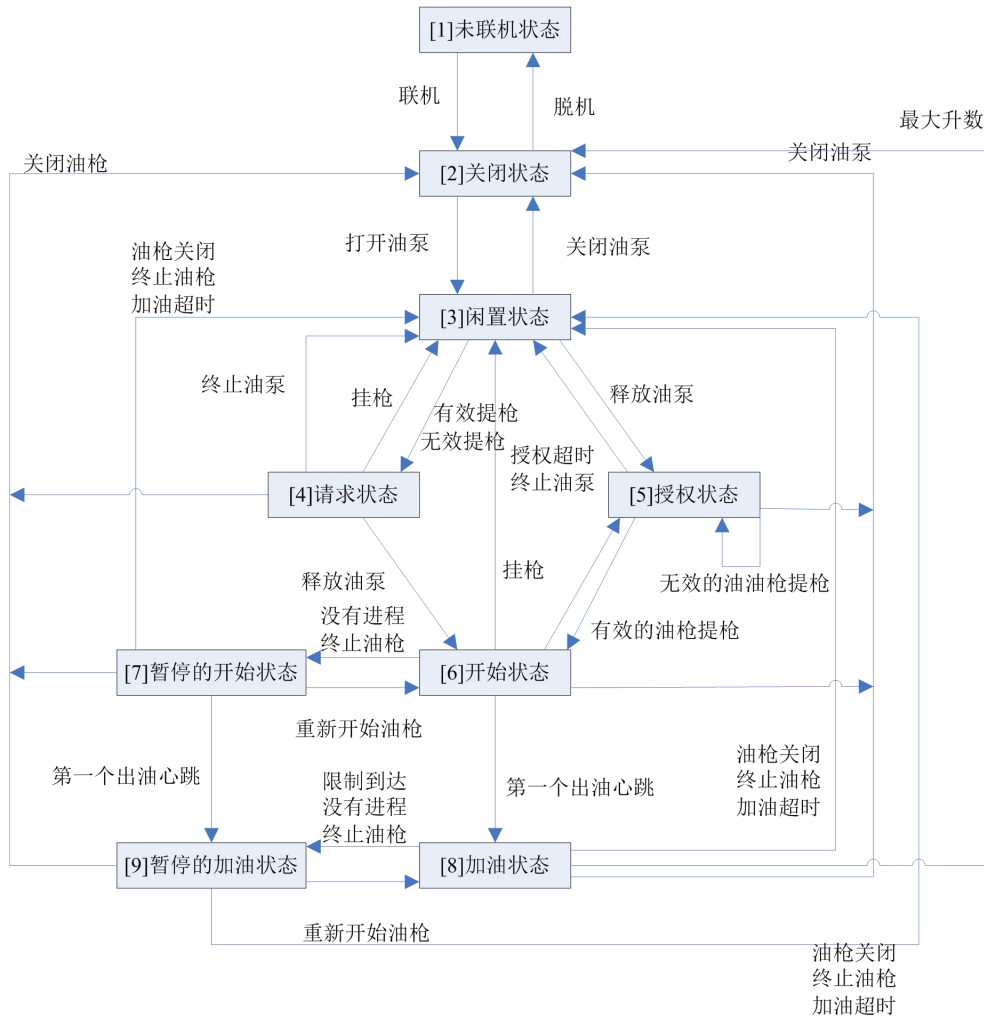 [1]未联机状态
联机
脱机
最大升数
关闭油枪
关闭油泵
[2]关闭状态
打开油泵
关闭油泵
油枪关闭
终止油枪
加油超时
[3]闲置状态
终止油泵
挂枪
有效提枪
无效提枪
释放油泵
授权超时
终止油泵
[4]请求状态
[5]授权状态
释放油泵
挂枪
无效的油油枪提枪
没有进程
终止油枪
有效的油枪提枪
[7]暂停的开始状态
[6]开始状态
重新开始油枪
第一个出油心跳
限制到达
没有进程
终止油枪
第一个出油心跳
油枪关闭
终止油枪
加油超时
[9]暂停的加油状态
[8]加油状态
重新开始油枪
油枪关闭
终止油枪
加油超时